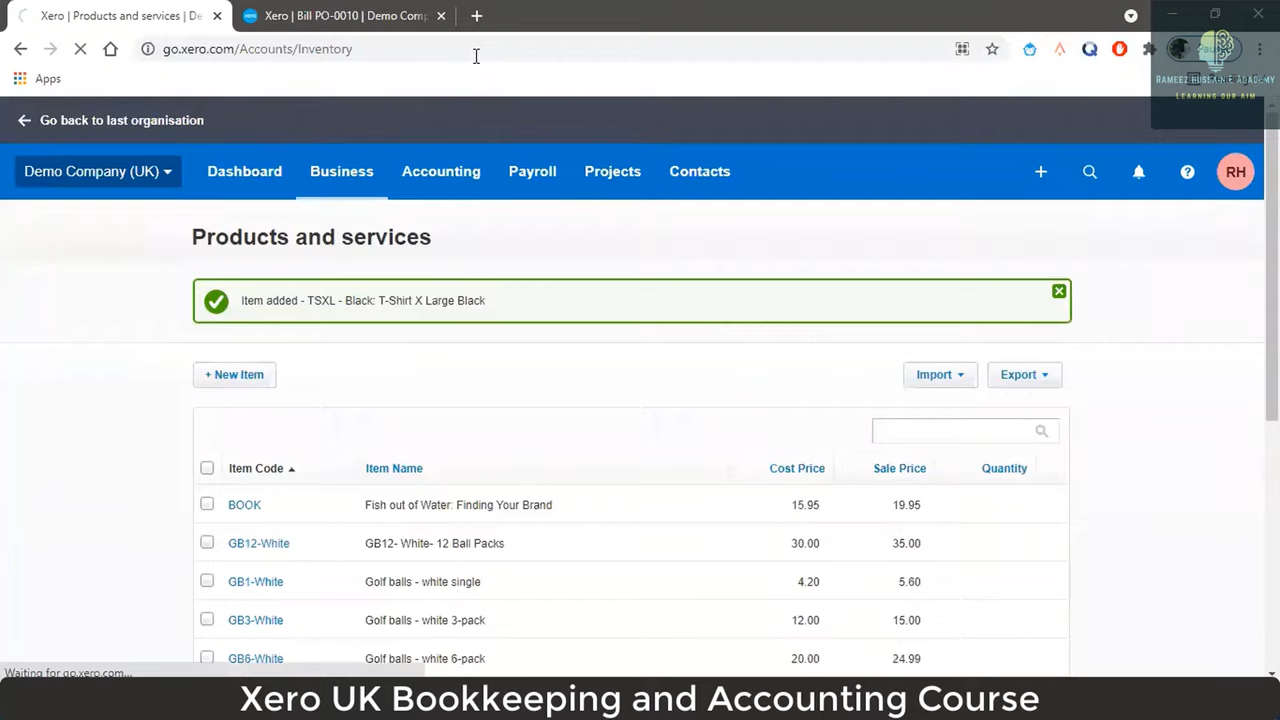 Xero | Products and services | De
Xero | Bill PO-0010 | Demo Comp
go.xero.com/Accounts/Inventory
Apps
RAMEEZ HUSSAIN E ACADEMY
LEARNING OUR AIM
Go back to last organisation
Demo Company (UK)
Dashboard
Business
Accounting
Payroll
Projects
Contacts
RH
Products and services
Item added - TSXL - Black: T-Shirt X Large Black
+ New Item
Import
Export
Item Code
Item Name
Cost Price
Sale Price
Quantity
BOOK
Fish out of Water: Finding Your Brand
15.95
19.95
GB12-White
GB12- White- 12 Ball Packs
30.00
35.00
GB1-White
Golf balls - white single
4.20
5.60
GB3-White
Golf balls - white 3-pack
12.00
15.00
GB6-White
Golf balls - white 6-pack
20.00
24.99
Waiting for go.xero.com...
Xero UK Bookkeeping and Accounting Course